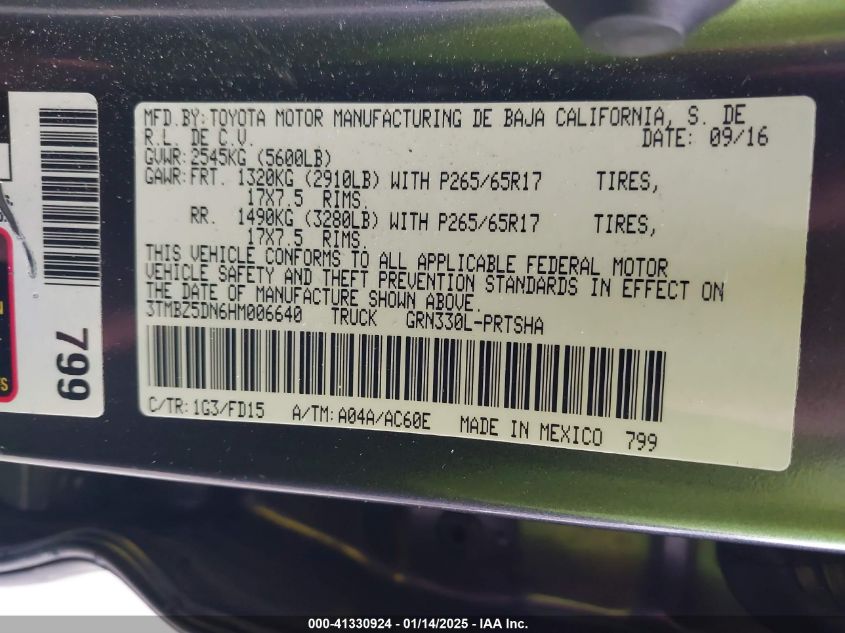 MFD.BY:TOYOTA MOTOR MANUFACTURING DE BAJA CALIFORNIA, S. DE
R.L. DE C.V. DATE: 09/16
GVWR:2545KG (5600LB)
GAWR:FRT. 1320KG (2910LB) WITH P265/65R17 TIRES,
17X7.5 RIMS.
RR. 1490KG (3280LB) WITH P265/65R17 TIRES,
17X7.5 RIMS.
THIS VEHICLE CONFORMS TO ALL APPLICABLE FEDERAL MOTOR
VEHICLE SAFETY AND THEFT PREVENTION STANDARDS IN EFFECT ON
THE DATE OF MANUFACTURE SHOWN ABOVE.
3TMBZ5DN6HM006640 TRUCK GRN330L-PRTSHA
C/TR:1G3/FD15 A/TM:A04A/AC60E MADE IN MEXICO 799
799
000-41330924 / 01/14/2025 - IAA Inc.